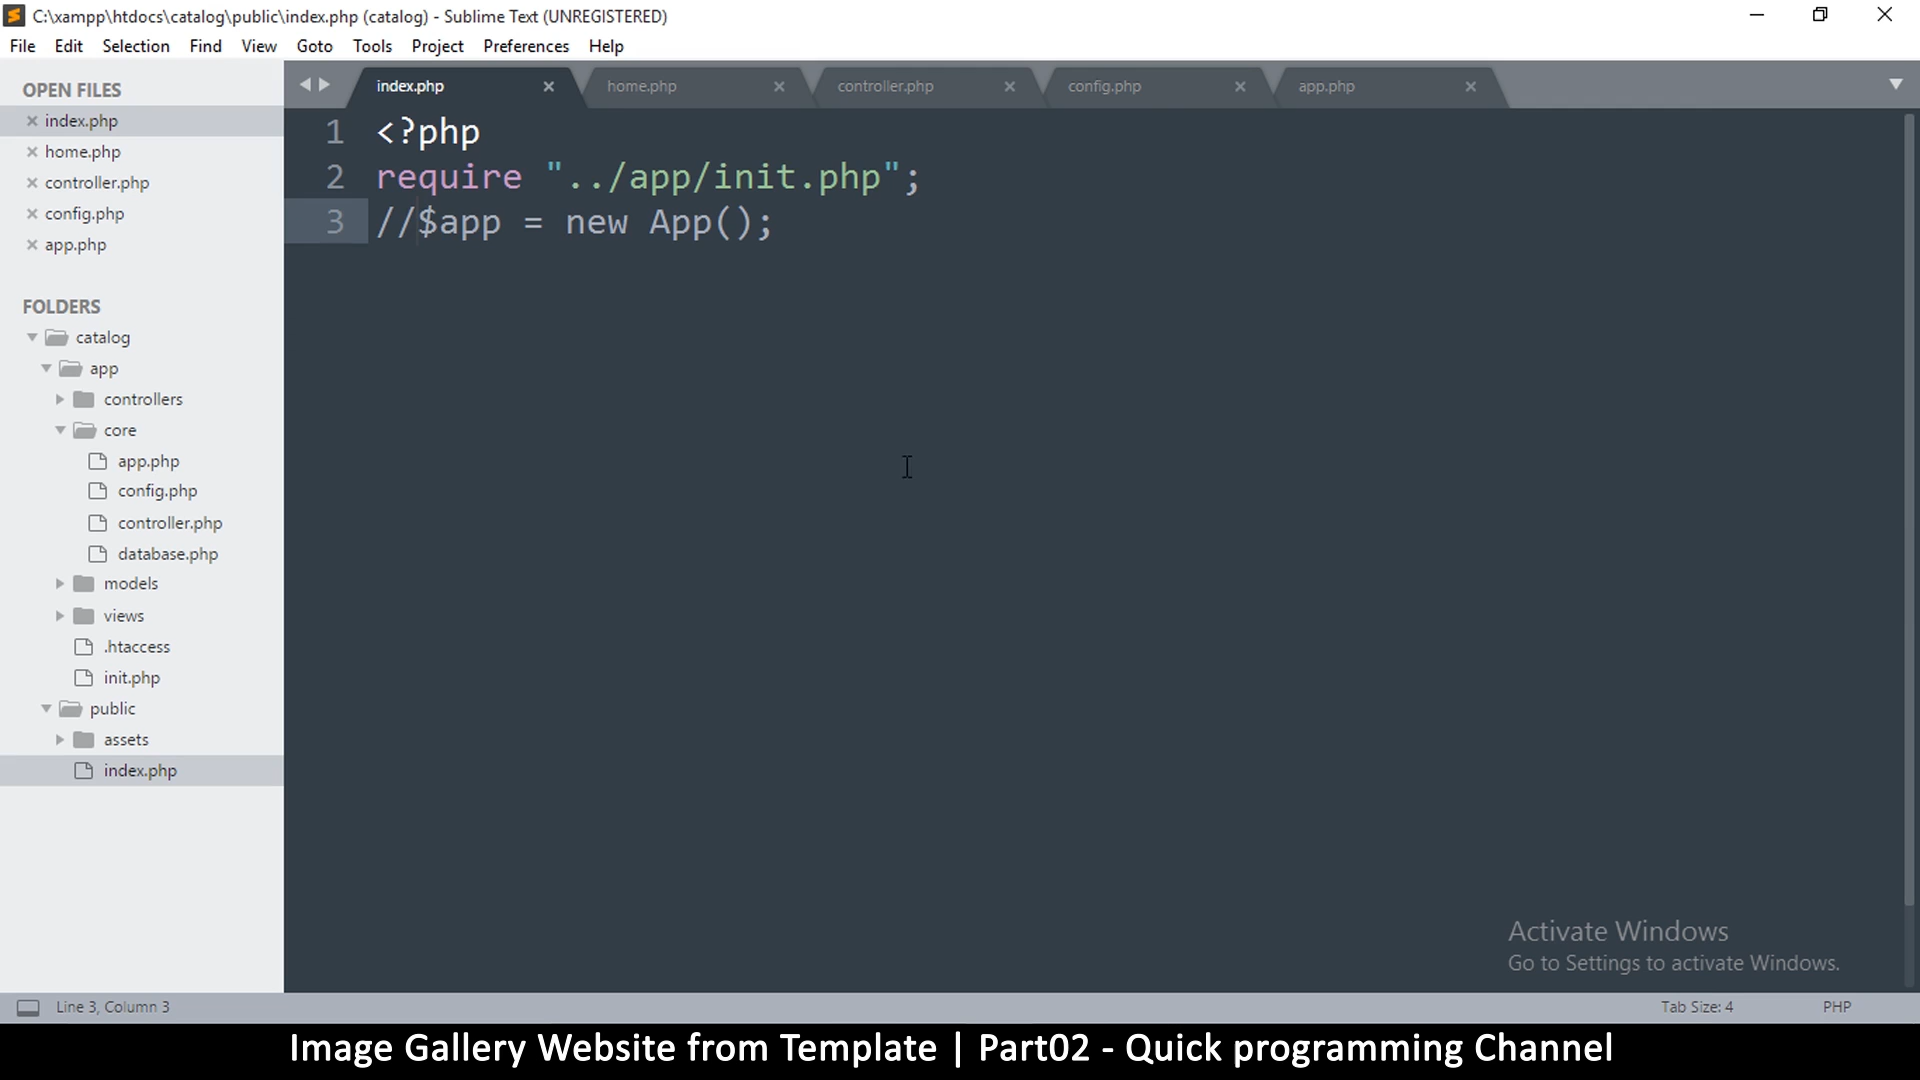 C:\xampp\htdocs\catalog\public\index.php (catalog) - Sublime Text (UNREGISTERED)
File Edit Selection Find View Goto Tools Project Preferences Help
OPEN FILES
index.php
home.php
controller.php
config.php
app.php
FOLDERS
catalog
app
controllers
core
app.php
config.php
controller.php
database.php
models
views
.htaccess
init.php
public
assets
index.php
index.php home.php controller.php config.php app.php
1 <?php
2 require "../app/init.php";
3 //$app = new App();
Activate Windows
Go to Settings to activate Windows.
Line 3, Column 3 Tab Size: 4 PHP
Image Gallery Website from Template | Part02 - Quick programming Channel